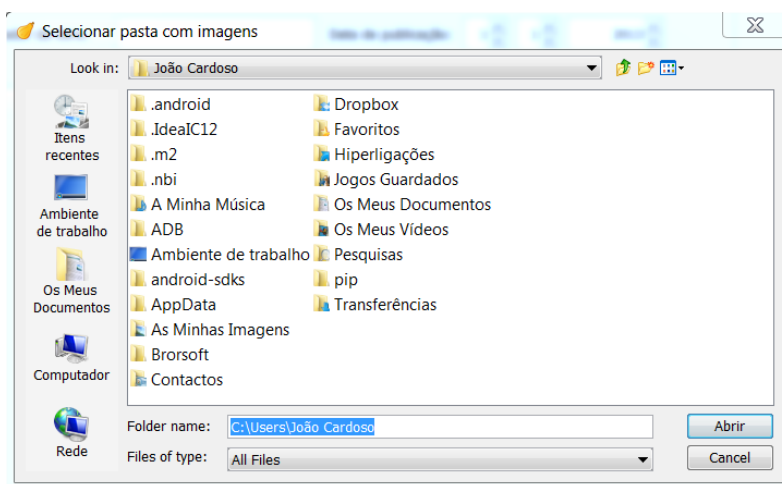 Selecionar pasta com imagens
Data de publicação
Look in: João Cardoso
Itens
recentes
Ambiente
de trabalho
Os Meus
Documentos
Computador
Rede
.android
.IdeaIC12
.m2
.nbi
A Minha Música
ADB
Ambiente de trabalho
android-sdks
AppData
As Minhas Imagens
Brorsoft
Contactos
Dropbox
Favoritos
Hiperligações
Jogos Guardados
Os Meus Documentos
Os Meus Vídeos
Pesquisas
pip
Transferências
Folder name: C:\Users\João Cardoso
Abrir
Files of type: All Files
Cancel